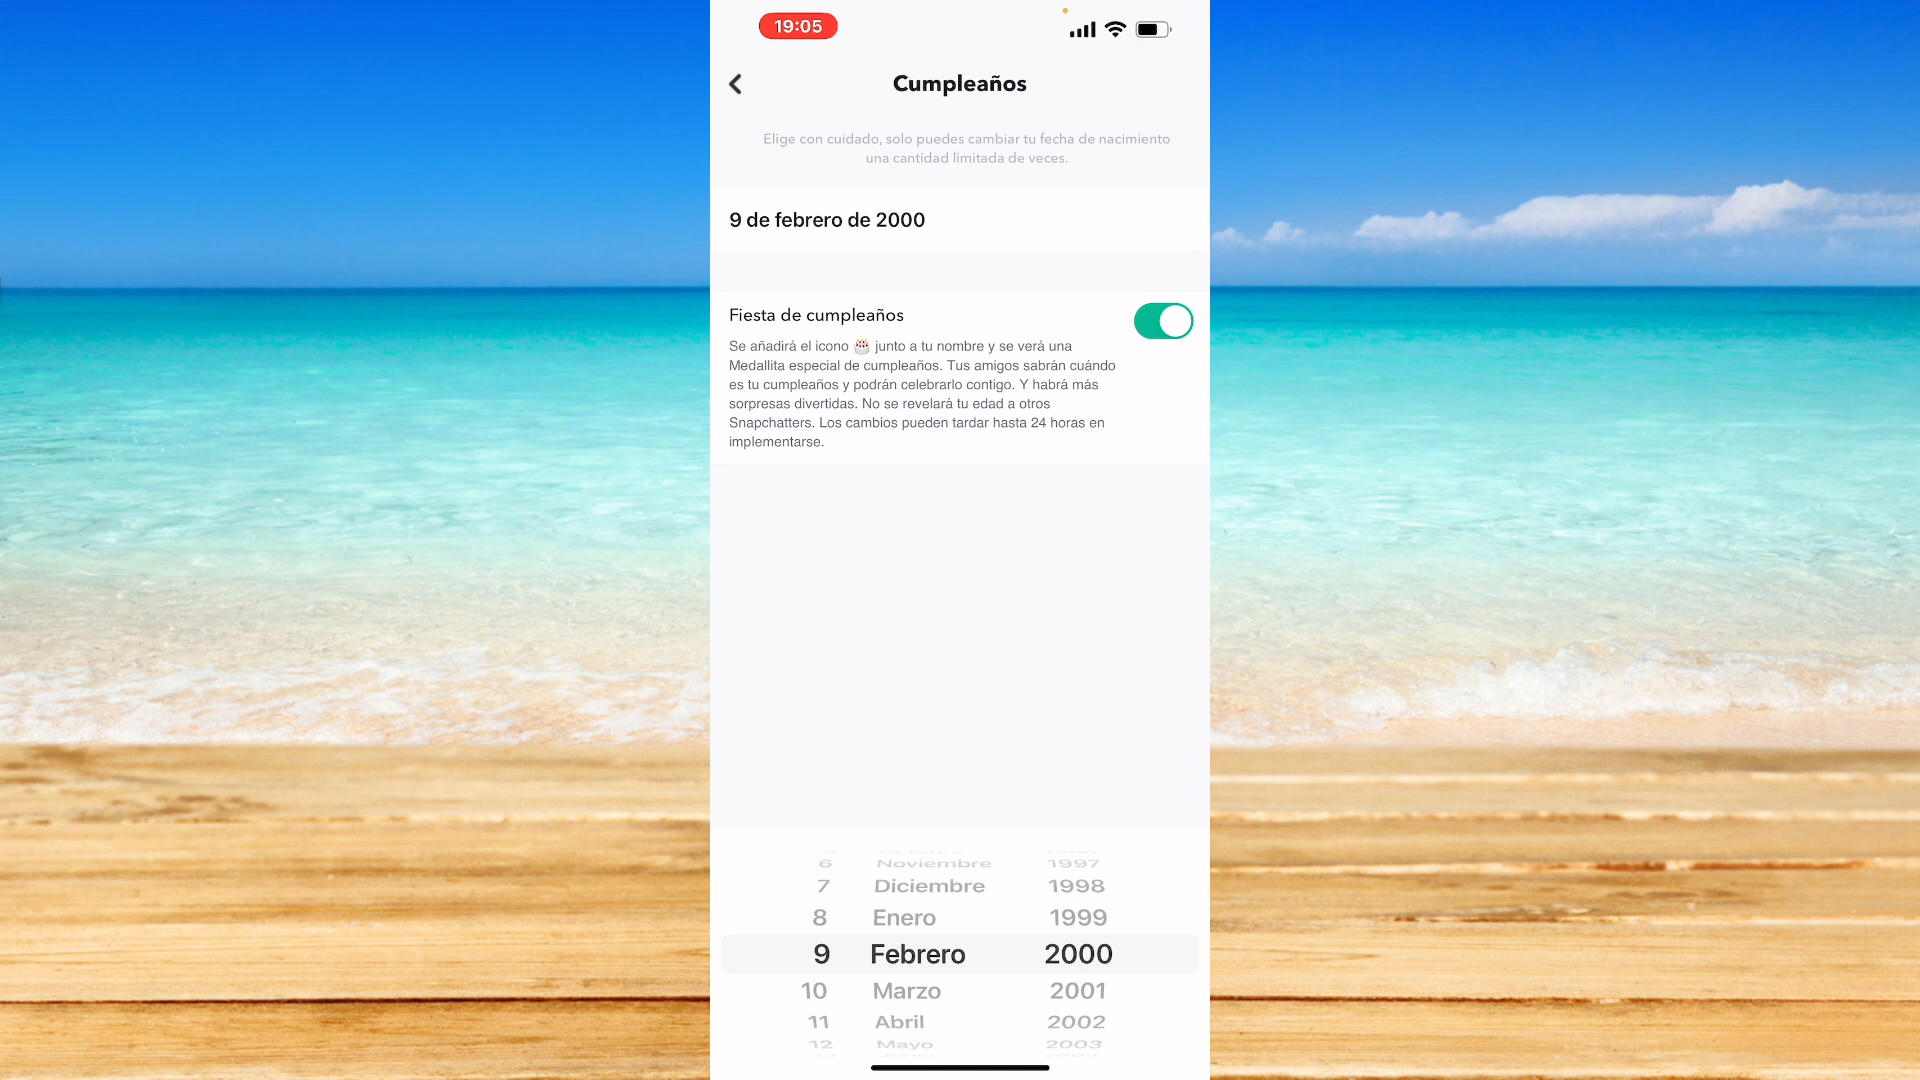 19:05
Cumpleaños
Elige con cuidado, solo puedes cambiar tu fecha de nacimiento
una cantidad limitada de veces.
9 de febrero de 2000
Fiesta de cumpleaños
Se añadirá el icono 🎂 junto a tu nombre y se verá una
Medallita especial de cumpleaños. Tus amigos sabrán cuándo
es tu cumpleaños y podrán celebrarlo contigo. Y habrá más
sorpresas divertidas. No se revelará tu edad a otros
Snapchatters. Los cambios pueden tardar hasta 24 horas en
implementarse.
6 Noviembre 1997
7 Diciembre 1998
8 Enero 1999
9 Febrero 2000
10 Marzo 2001
11 Abril 2002
12 Mayo 2003